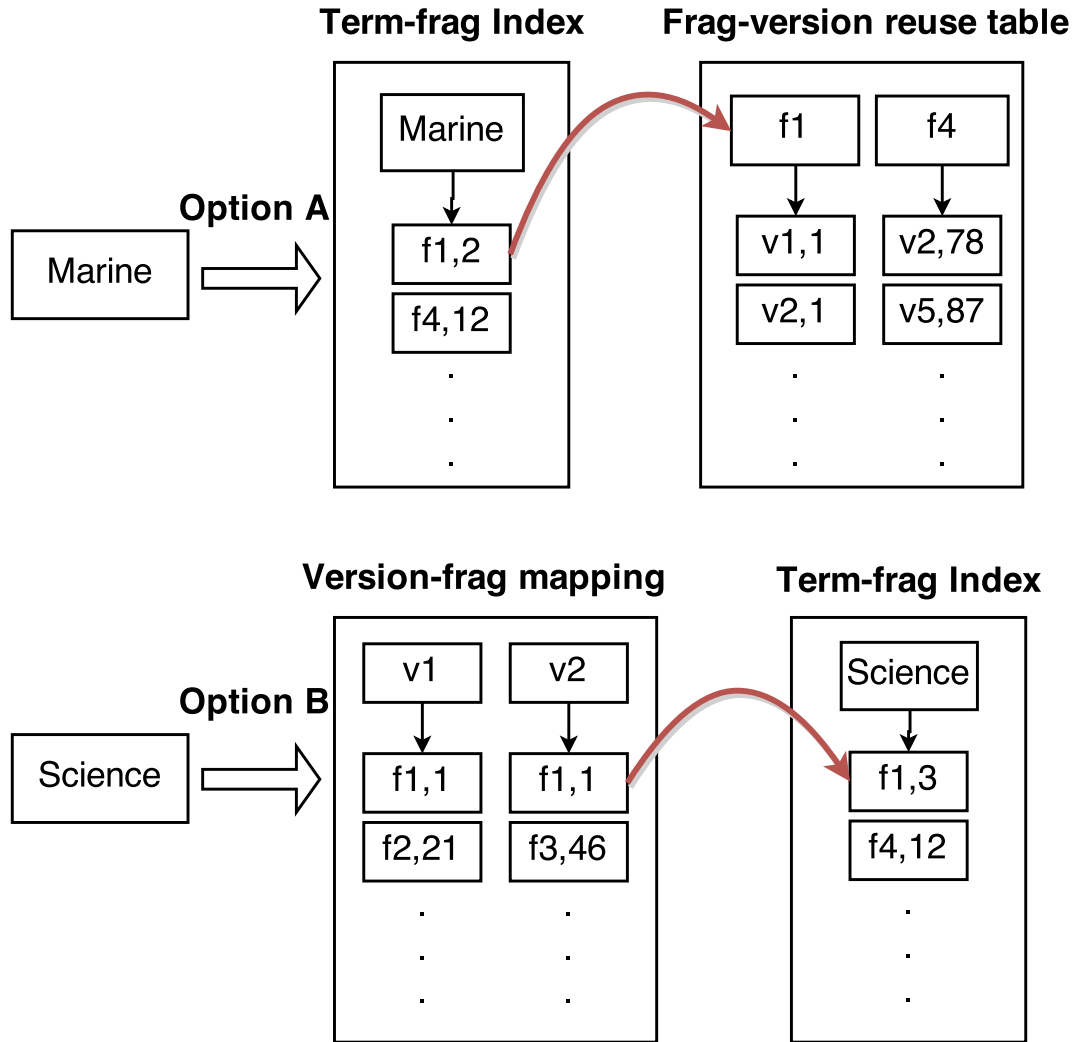 Term-frag Index
Frag-version reuse table
Marine
Option A
Marine
f1,2
f4,12
.
.
.
f1
f4
v1,1
v2,78
v2,1
v5,87
. .
. .
. .
Version-frag mapping
Term-frag Index
Science
Option B
v1
v2
f1,1
f1,1
f2,21
f3,46
. .
. .
. .
Science
f1,3
f4,12
.
.
.